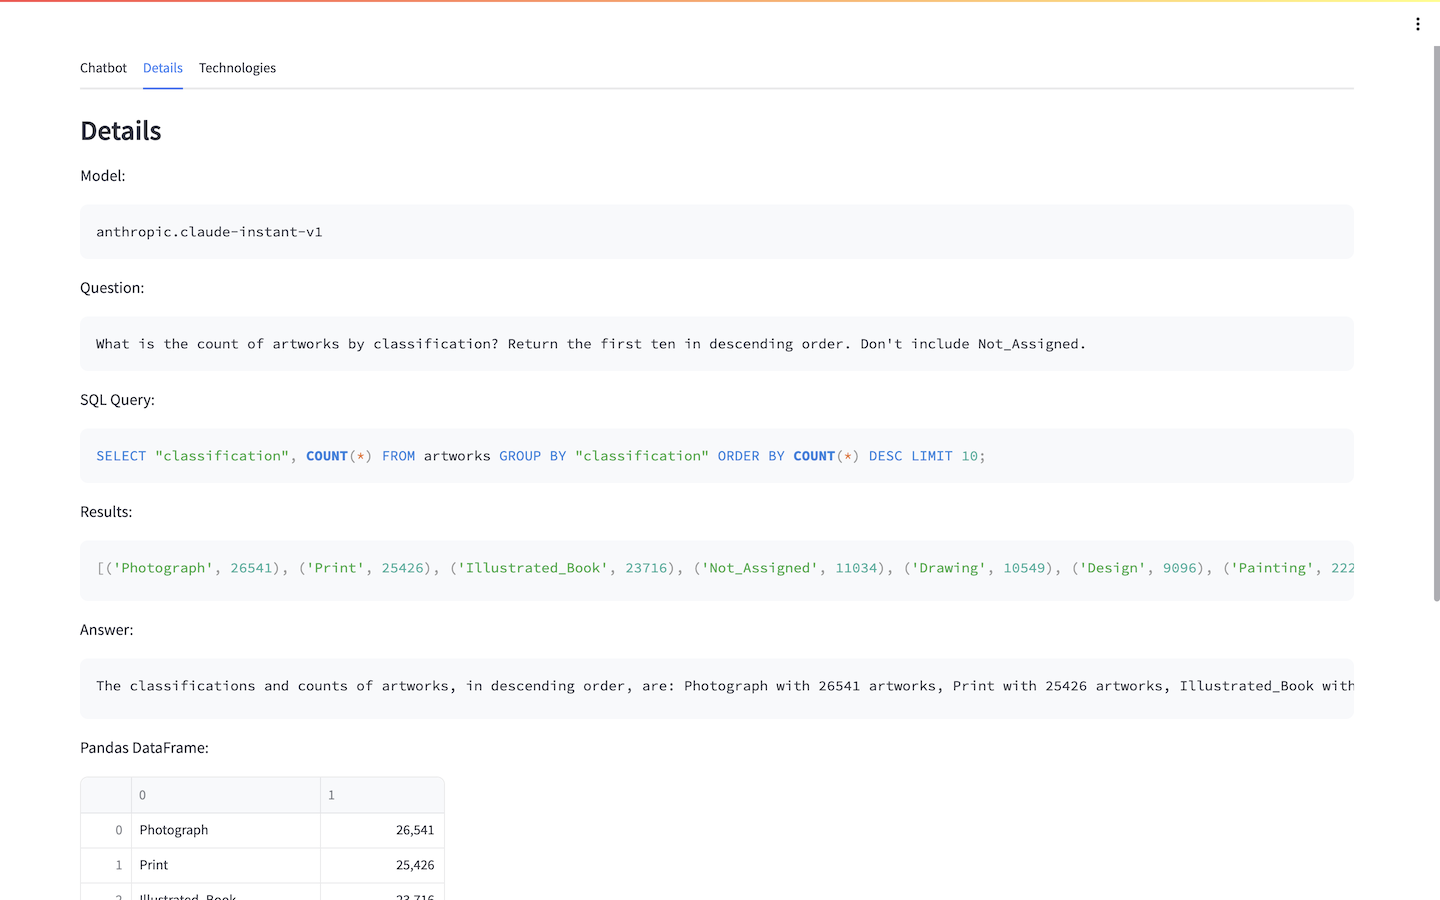 Chatbot Details Technologies
Details
Model:
anthropic.claude-instant-v1
Question:
What is the count of artworks by classification? Return the first ten in descending order. Don't include Not_Assigned.
SQL Query:
SELECT "classification", COUNT(*) FROM artworks GROUP BY "classification" ORDER BY COUNT(*) DESC LIMIT 10;
Results:
[('Photograph', 26541), ('Print', 25426), ('Illustrated_Book', 23716), ('Not_Assigned', 11034), ('Drawing', 10549), ('Design', 9096), ('Painting', 222
Answer:
The classifications and counts of artworks, in descending order, are: Photograph with 26541 artworks, Print with 25426 artworks, Illustrated_Book with
Pandas DataFrame:
0 1
0 Photograph 26,541
1 Print 25,426
2 Illustrated_Book 23,716